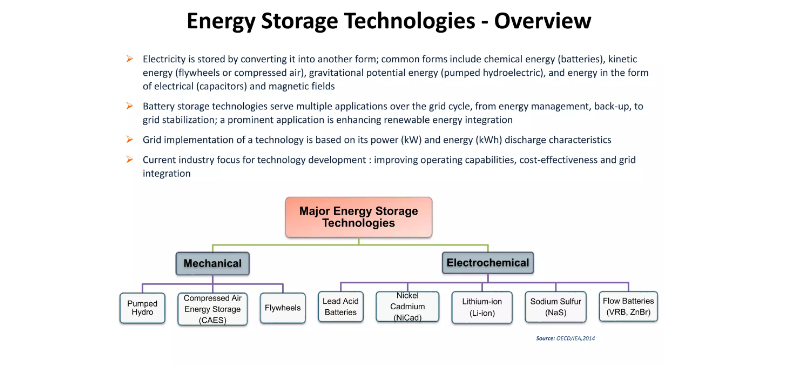 Energy Storage Technologies - Overview
Electricity is stored by converting it into another form; common forms include chemical energy (batteries), kinetic
energy (flywheels or compressed air), gravitational potential energy (pumped hydroelectric), and energy in the form
of electrical (capacitors) and magnetic fields
Battery storage technologies serve multiple applications over the grid cycle, from energy management, back-up, to
grid stabilization; a prominent application is enhancing renewable energy integration
Grid implementation of a technology is based on its power (kW) and energy (kWh) discharge characteristics
Current industry focus for technology development : improving operating capabilities, cost-effectiveness and grid
integration
Major Energy Storage
Technologies
Mechanical
Electrochemical
Pumped
Hydro
Compressed Air
Energy Storage
(CAES)
Flywheels
Lead Acid
Batteries
Nickel
Cadmium
(NiCad)
Lithium-ion
(Li-ion)
Sodium Sulfur
(NaS)
Flow Batteries
(VRB, ZnBr)
Source: OECD/IEA,2014